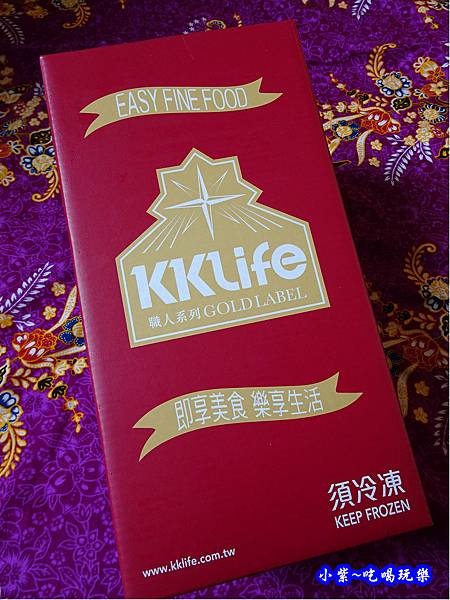 EASY FINE FOOD
KKLife
職人系列 GOLD LABEL
即享美食 樂享生活
須冷凍
KEEP FROZEN
www.kklife.com.tw
小紫~吃喝玩樂